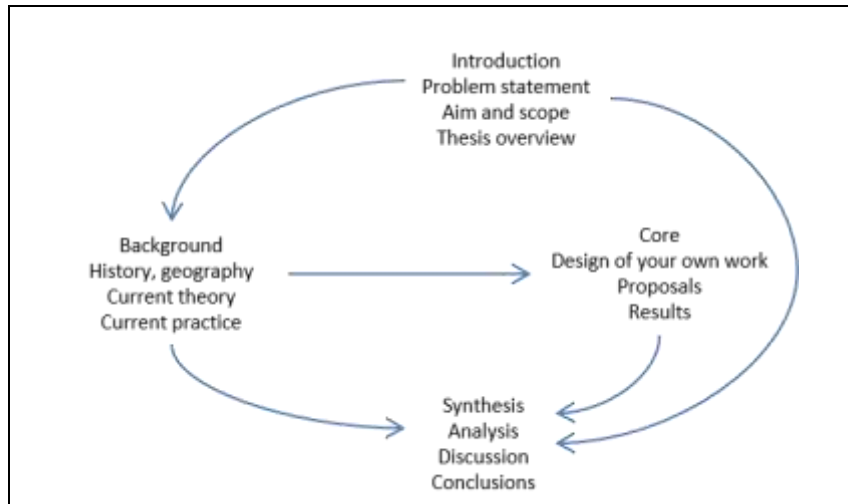 Introduction
Problem statement
Aim and scope
Thesis overview
Background
History, geography
Current theory
Current practice
Core
Design of your own work
Proposals
Results
Synthesis
Analysis
Discussion
Conclusions